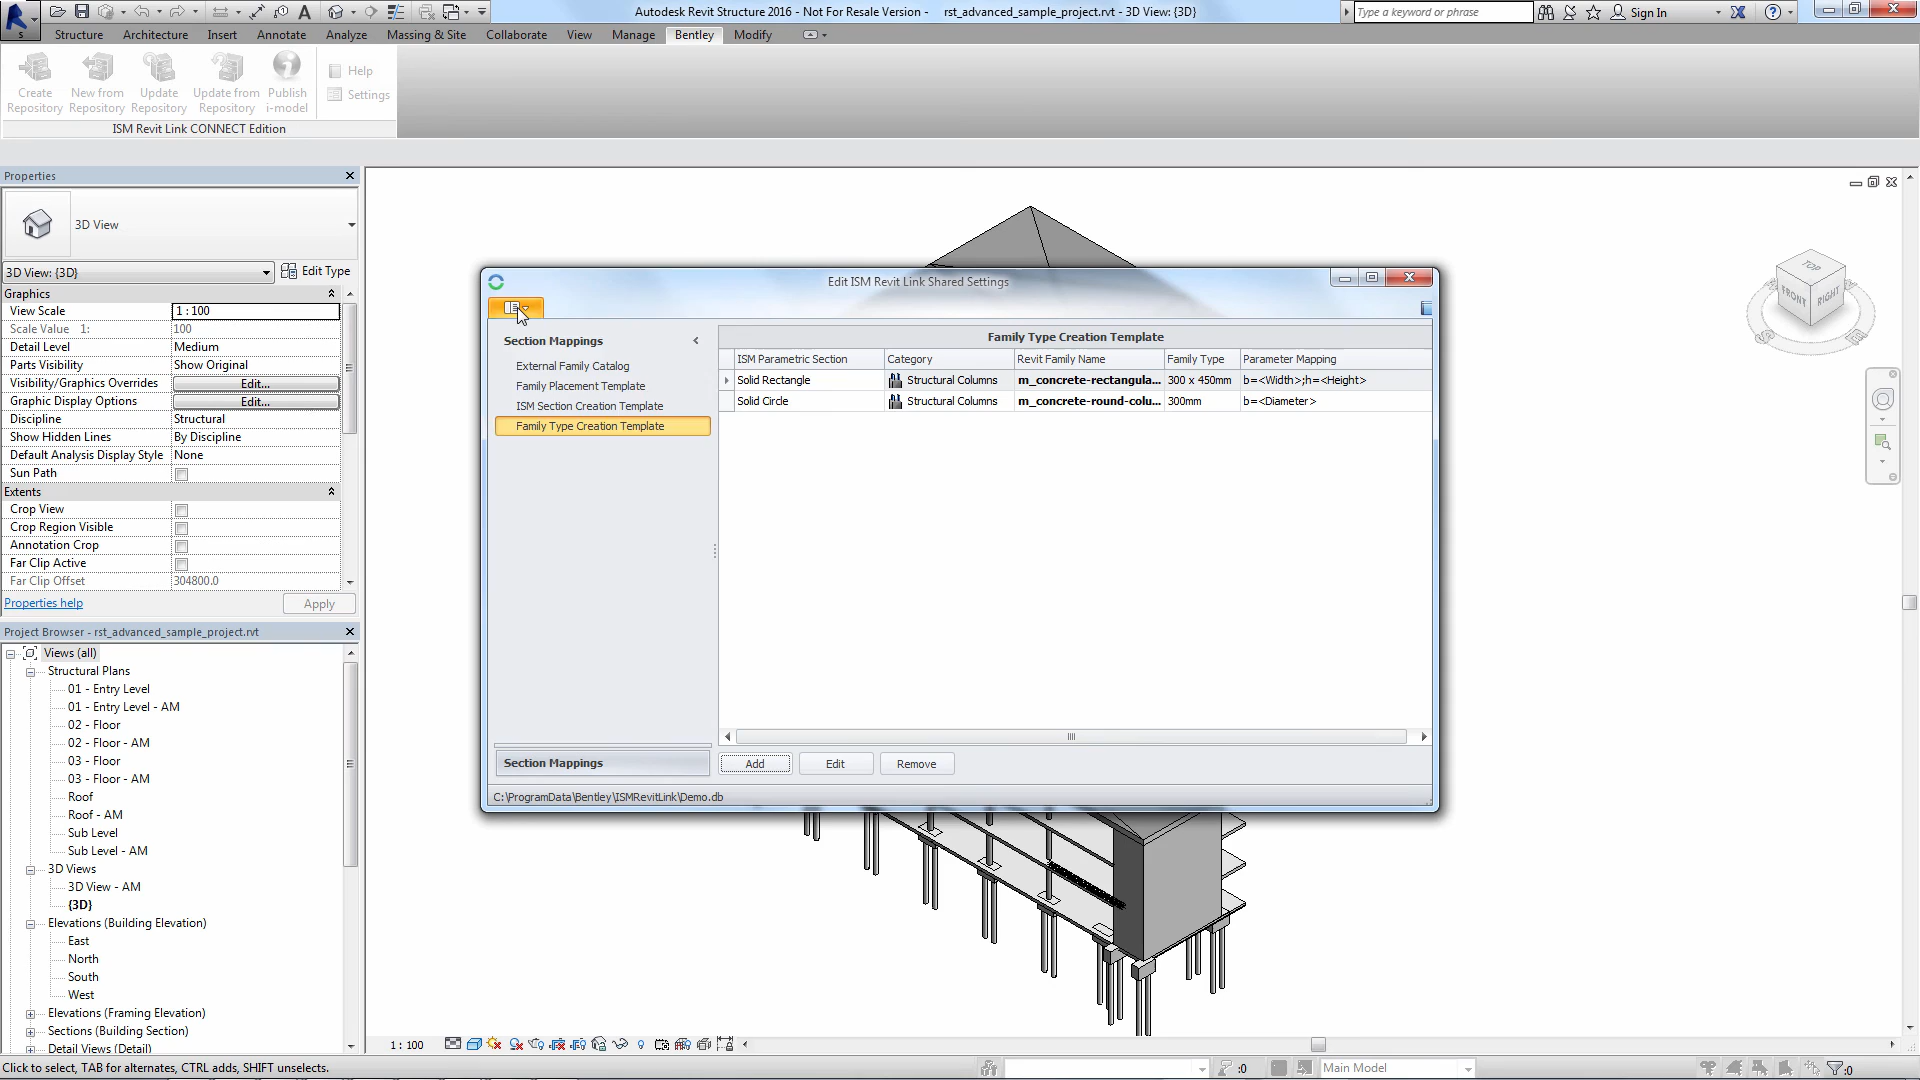 Autodesk Revit Structure 2016 - Not For Resale Version - rst_advanced_sample_project.rvt - 3D View: {3D}
Type a keyword or phrase
Sign In
Structure Architecture Insert Annotate Analyze Massing & Site Collaborate View Manage Bentley Modify
Create Repository
New from Repository
Update Repository
Update from Repository
Publish i-model
Help
Settings
ISM Revit Link CONNECT Edition
Properties
3D View
3D View: {3D} Edit Type
Graphics
View Scale 1 : 100
Scale Value 1: 100
Detail Level Medium
Parts Visibility Show Original
Visibility/Graphics Overrides Edit...
Graphic Display Options Edit...
Discipline Structural
Show Hidden Lines By Discipline
Default Analysis Display Style None
Sun Path
Extents
Crop View
Crop Region Visible
Annotation Crop
Far Clip Active
Far Clip Offset 304800.0
Properties help Apply
Project Browser - rst_advanced_sample_project.rvt
Views (all)
Structural Plans
01 - Entry Level
01 - Entry Level - AM
02 - Floor
02 - Floor - AM
03 - Floor
03 - Floor - AM
Roof
Roof - AM
Sub Level
Sub Level - AM
3D Views
3D View - AM
{3D}
Elevations (Building Elevation)
East
North
South
West
Elevations (Framing Elevation)
Sections (Building Section)
Detail Views (Detail)
Edit ISM Revit Link Shared Settings
Section Mappings
External Family Catalog
Family Placement Template
ISM Section Creation Template
Family Type Creation Template
Section Mappings
Family Type Creation Template
ISM Parametric Section Category Revit Family Name Family Type Parameter Mapping
Solid Rectangle Structural Columns m_concrete-rectangula... 300 x 450mm b=<Width>;h=<Height>
Solid Circle Structural Columns m_concrete-round-colu... 300mm b=<Diameter>
Add Edit Remove
C:\ProgramData\Bentley\ISMRevitLink\Demo.db
TOP
FRONT
RIGHT
1 : 100
Click to select, TAB for alternates, CTRL adds, SHIFT unselects.
:0
Main Model
:0